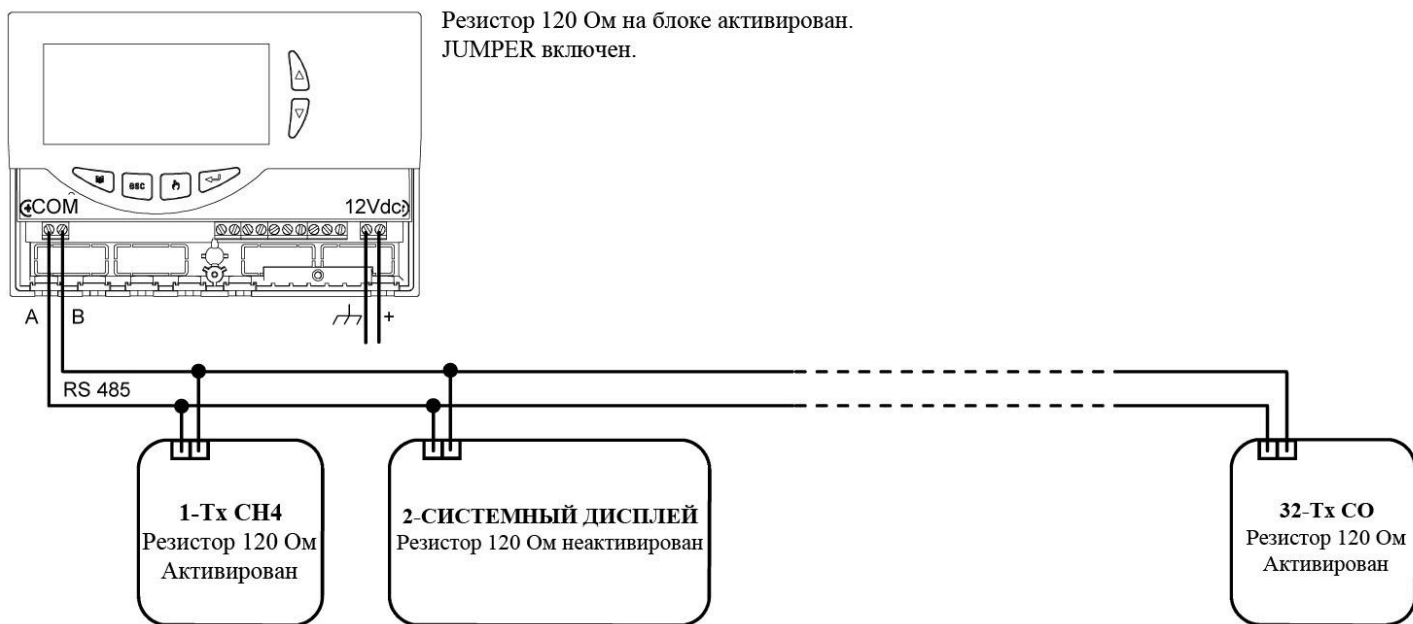 Резистор 120 Ом на блоке активирован.
JUMPER включен.
esc
COM
12Vdc
A B +
RS 485
1-Tx CH4
Резистор 120 Ом
Активирован
2-СИСТЕМНЫЙ ДИСПЛЕЙ
Резистор 120 Ом неактивирован
32-Tx CO
Резистор 120 Ом
Активирован